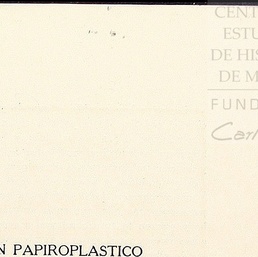 CENT
ESTU
DE HIS
DE M
FUND
Carl
N PAPIROPLASTICO